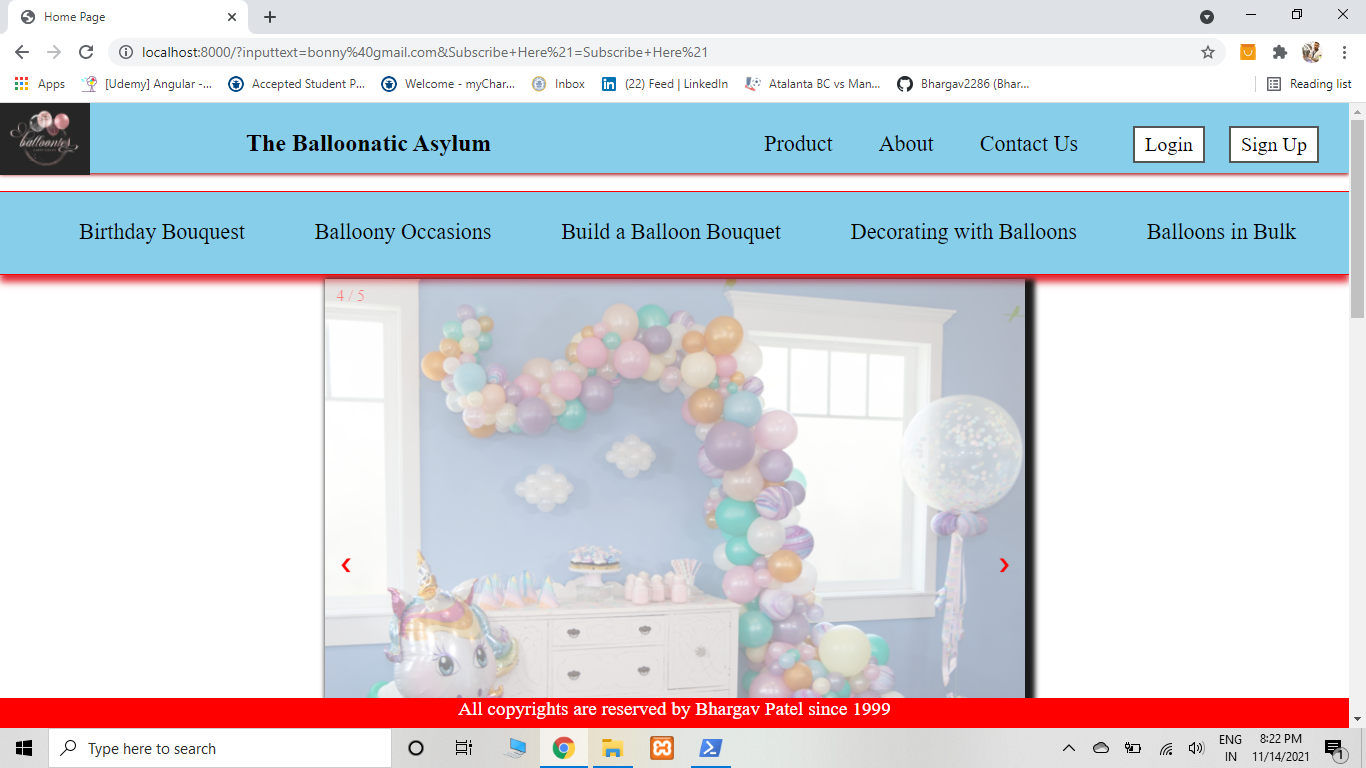 Home Page
localhost:8000/?inputtext=bonny%40gmail.com&Subscribe+Here%21=Subscribe+Here%21
Apps [Udemy] Angular -... Accepted Student P... Welcome - myChar... Inbox (22) Feed | LinkedIn Atalanta BC vs Man... Bhargav2286 (Bhar... Reading list
balloontes
The Balloonatic Asylum Product About Contact Us Login Sign Up
Birthday Bouquest Balloony Occasions Build a Balloon Bouquet Decorating with Balloons Balloons in Bulk
4 / 5
❮ ❯
All copyrights are reserved by Bhargav Patel since 1999
Type here to search ENG 8:22 PM
IN 11/14/2021 1